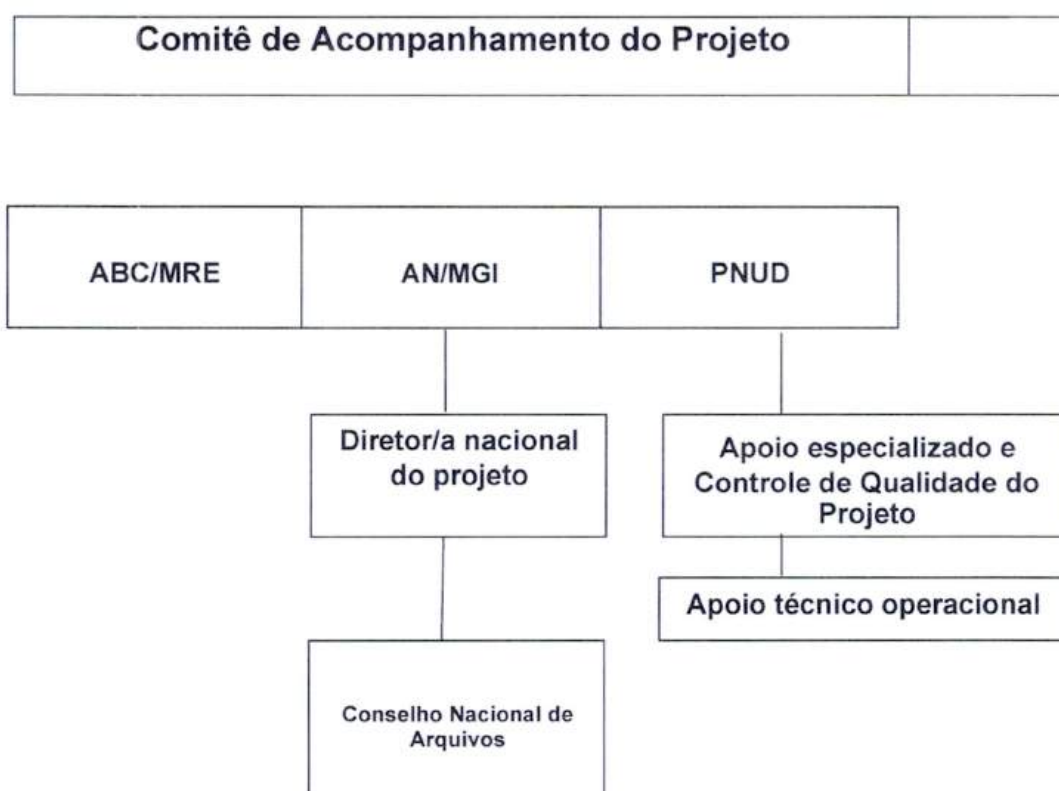 Comitê de Acompanhamento do Projeto
ABC/MRE
AN/MGI
PNUD
Diretor/a nacional
do projeto
Apoio especializado e
Controle de Qualidade do
Projeto
Apoio técnico operacional
Conselho Nacional de
Arquivos